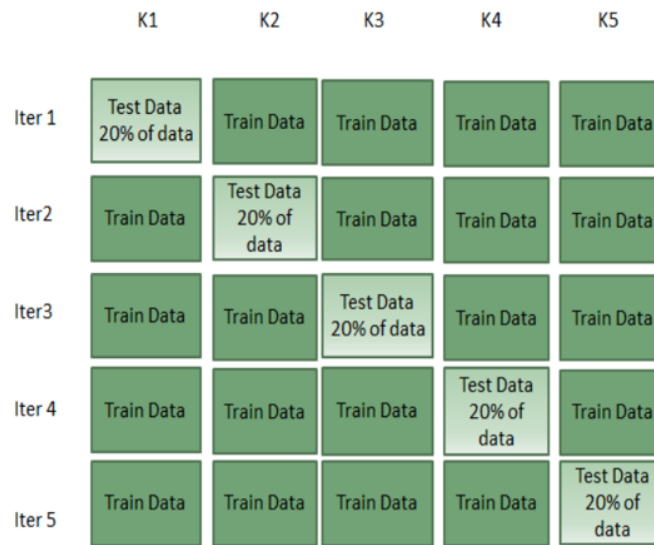 K1 K2 K3 K4 K5
Iter 1
Test Data
20% of data
Train Data
Train Data
Train Data
Train Data
Iter2
Train Data
Test Data
20% of
data
Train Data
Train Data
Train Data
Iter3
Train Data
Train Data
Test Data
20% of data
Train Data
Train Data
Iter 4
Train Data
Train Data
Train Data
Test Data
20% of
data
Train Data
Iter 5
Train Data
Train Data
Train Data
Train Data
Test Data
20% of
data